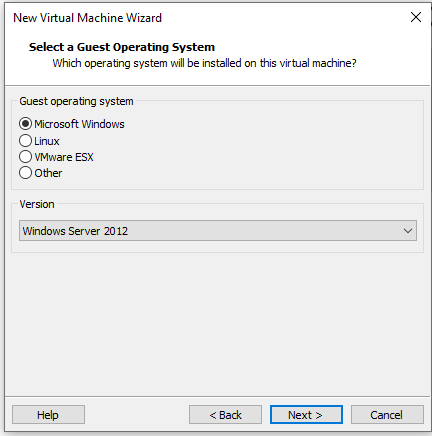 New Virtual Machine Wizard
Select a Guest Operating System
Which operating system will be installed on this virtual machine?
Guest operating system
Microsoft Windows
Linux
VMware ESX
Other
Version
Windows Server 2012
Help
< Back
Next >
Cancel